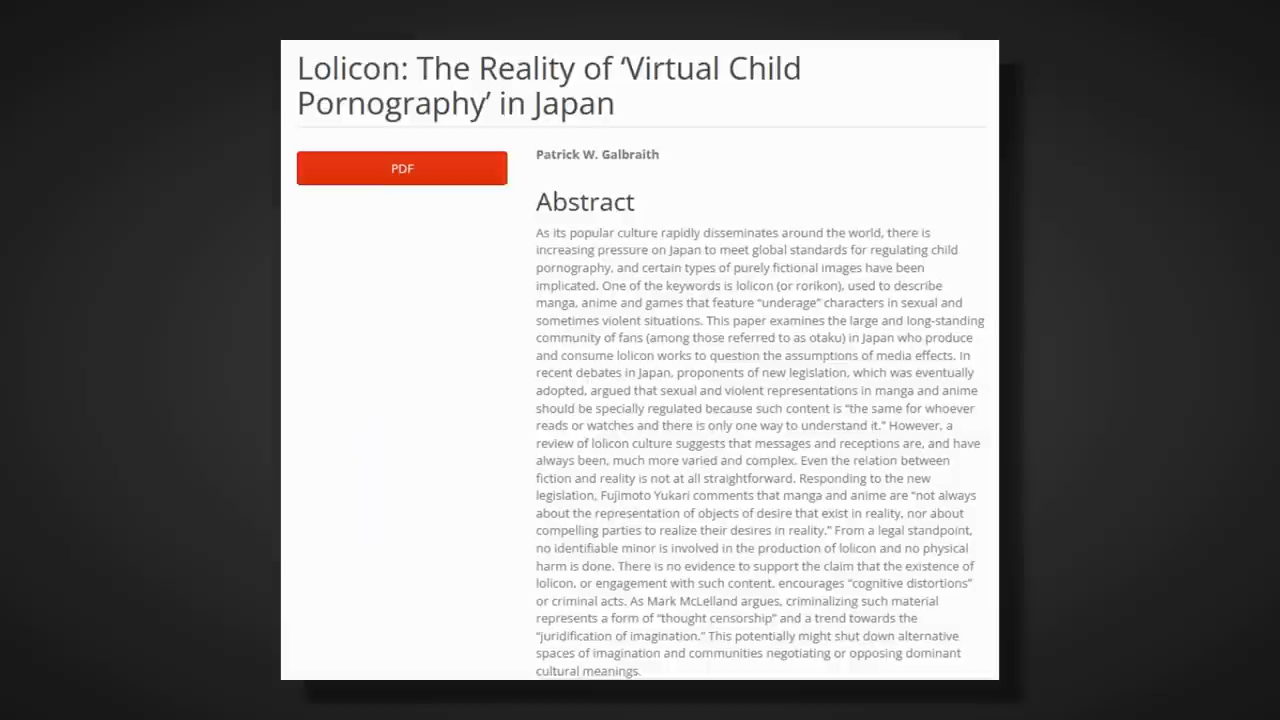 Lolicon: The Reality of ‘Virtual Child
Pornography’ in Japan
PDF
Patrick W. Galbraith
Abstract
As its popular culture rapidly disseminates around the world, there is
increasing pressure on Japan to meet global standards for regulating child
pornography, and certain types of purely fictional images have been
implicated. One of the keywords is lolicon (or rorikon), used to describe
manga, anime and games that feature “underage” characters in sexual and
sometimes violent situations. This paper examines the large and long-standing
community of fans (among those referred to as otaku) in Japan who produce
and consume lolicon works to question the assumptions of media effects. In
recent debates in Japan, proponents of new legislation, which was eventually
adopted, argued that sexual and violent representations in manga and anime
should be specially regulated because such content is “the same for whoever
reads or watches and there is only one way to understand it.” However, a
review of lolicon culture suggests that messages and receptions are, and have
always been, much more varied and complex. Even the relation between
fiction and reality is not at all straightforward. Responding to the new
legislation, Fujimoto Yukari comments that manga and anime are “not always
about the representation of objects of desire that exist in reality, nor about
compelling parties to realize their desires in reality.” From a legal standpoint,
no identifiable minor is involved in the production of lolicon and no physical
harm is done. There is no evidence to support the claim that the existence of
lolicon, or engagement with such content, encourages “cognitive distortions”
or criminal acts. As Mark McLelland argues, criminalizing such material
represents a form of “thought censorship” and a trend towards the
“juridification of imagination.” This potentially might shut down alternative
spaces of imagination and communities negotiating or opposing dominant
cultural meanings.